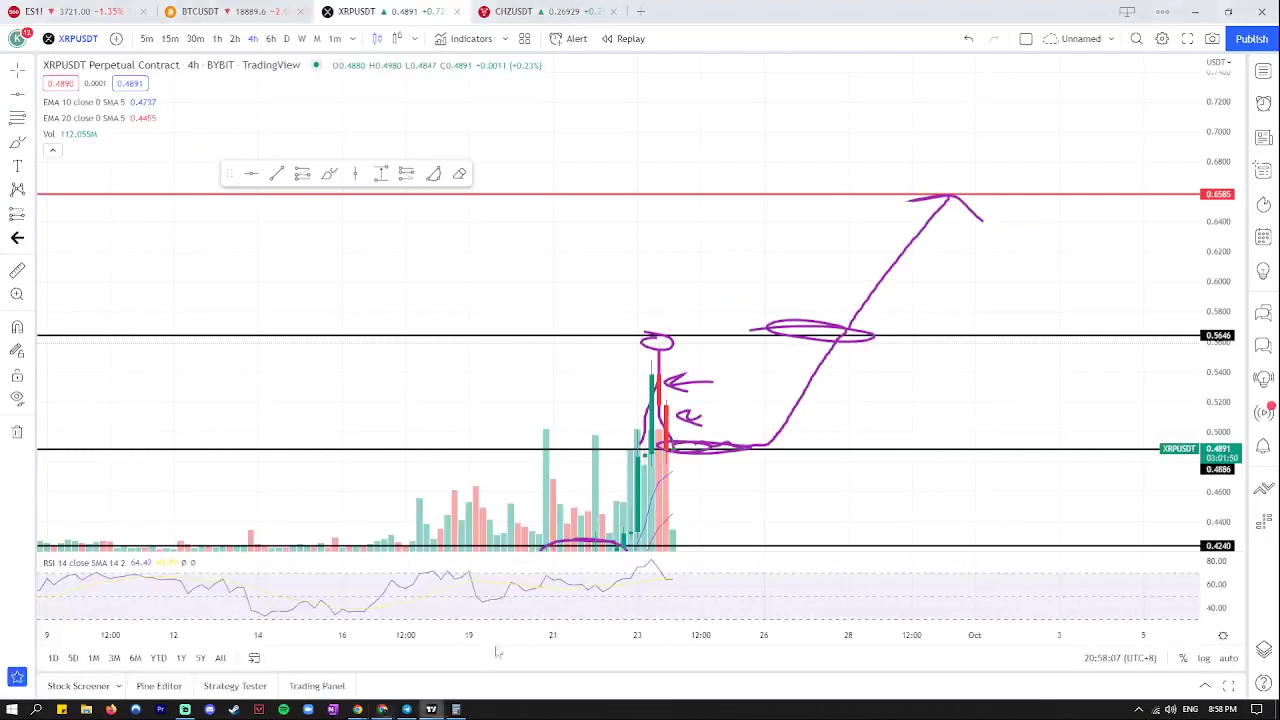 ES1! ▼ 3721.00 −1.35%
BTCUSDT ▼ 18889.6
XRPUSDT ▲ 0.4891
CHZUSDT ▲ 0.26929
K 13 XRPUSDT 5m 15m 30m 1h 2h 4h 6h D W M 1m Indicators Alert Replay Unnamed Publish
XRPUSDT Perpetual Contract · 4h · BYBIT · TradingView O0.4880 H0.4980 L0.4847 C0.4891 +0.0011 (+0.23%) USDT
0.4890 0.0001 0.4891
0.7200
EMA 10 close 0 SMA 5 0.4737
EMA 20 close 0 SMA 5 0.4455
Vol 112.055M
0.7000
0.6800
0.6585
0.6400
0.6200
0.6000
0.5800
0.5646
0.5400
0.5200
0.5000
XRPUSDT 0.4891
03:01:50
0.4886
0.4600
0.4400
0.4240
RSI 14 close SMA 14 2 64.42
80.00
60.00
40.00
9 12:00 12 14 16 12:00 19 21 23 12:00 26 28 12:00 Oct 3 5
1D 5D 1M 3M 6M YTD 1Y 5Y All 20:58:07 (UTC+8) % log auto
Stock Screener Pine Editor Strategy Tester Trading Panel
ENG 8:58 PM